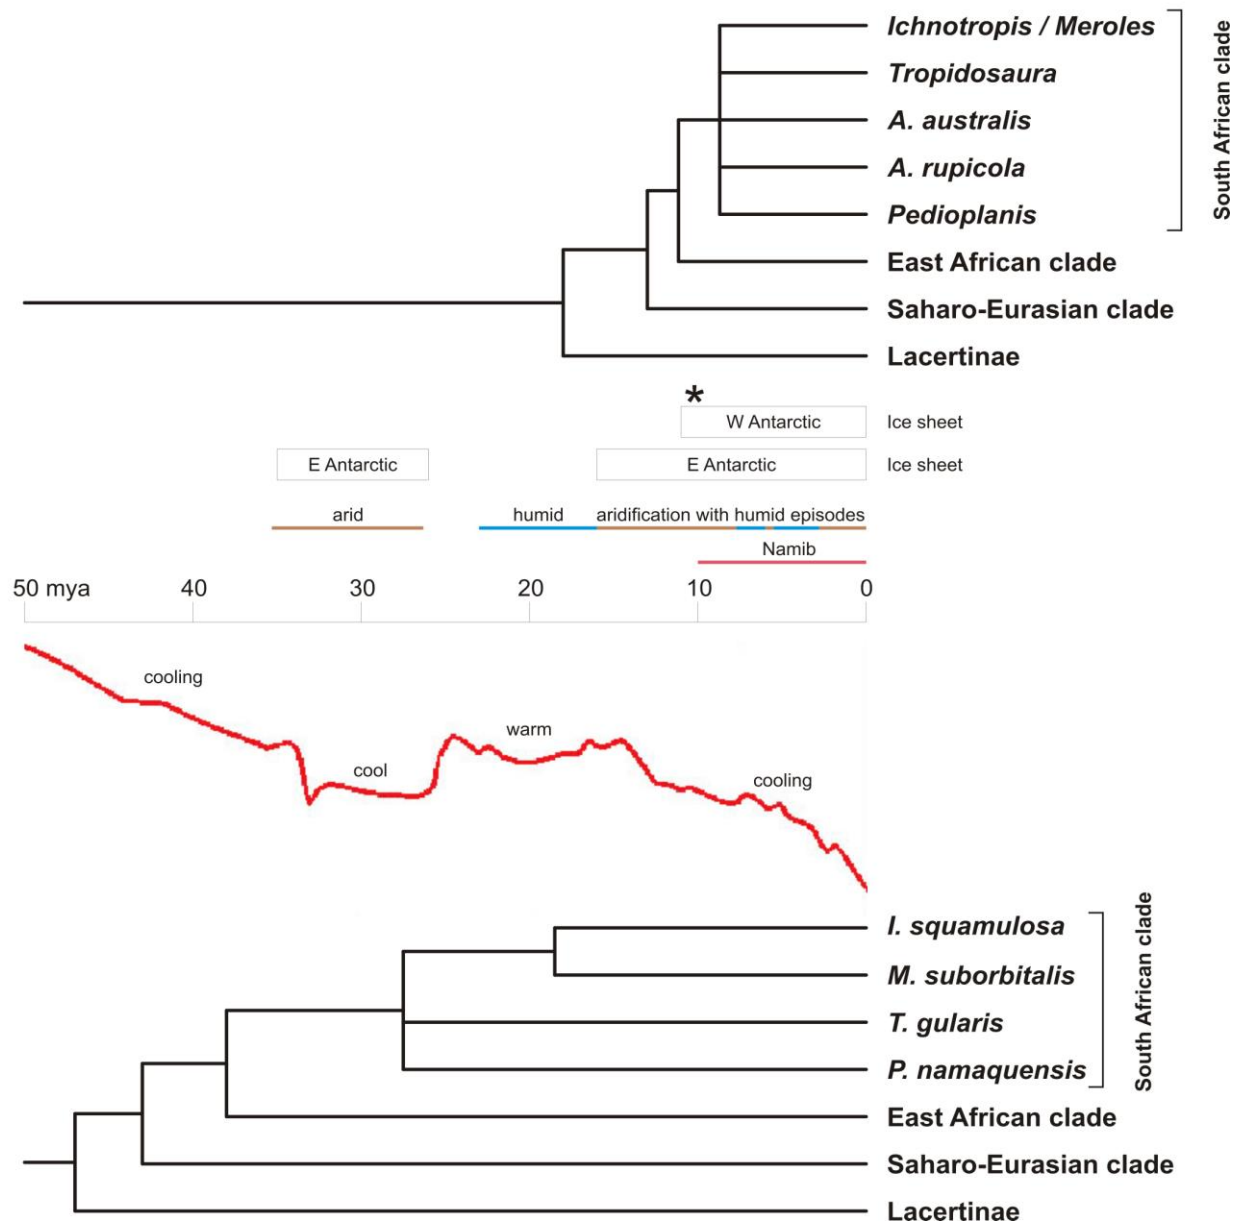 Ichnotropis / Meroles
Tropidosaura
A. australis
A. rupicola
Pedioplanis
South African clade
East African clade
Saharo-Eurasian clade
Lacertinae
*
W Antarctic
Ice sheet
E Antarctic
E Antarctic
Ice sheet
arid
humid
aridification with humid episodes
Namib
50 mya
40
30
20
10
0
cooling
warm
cool
cooling
I. squamulosa
M. suborbitalis
T. gularis
P. namaquensis
South African clade
East African clade
Saharo-Eurasian clade
Lacertinae